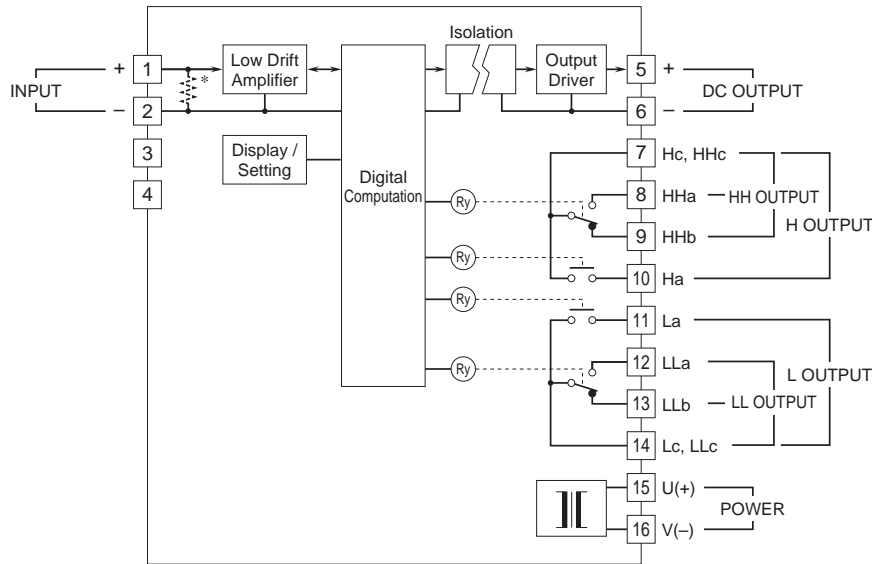 Isolation
INPUT
+
1
*
Low Drift
Amplifier
Output
Driver
5
+
DC OUTPUT
–
2
6
–
3
Display /
Setting
4
Digital
Computation
7
Hc, HHc
Ry
8
HHa
HH OUTPUT
9
HHb
H OUTPUT
Ry
10
Ha
Ry
11
La
Ry
12
LLa
L OUTPUT
13
LLb
LL OUTPUT
14
Lc, LLc
15
U(+)
POWER
16
V(–)